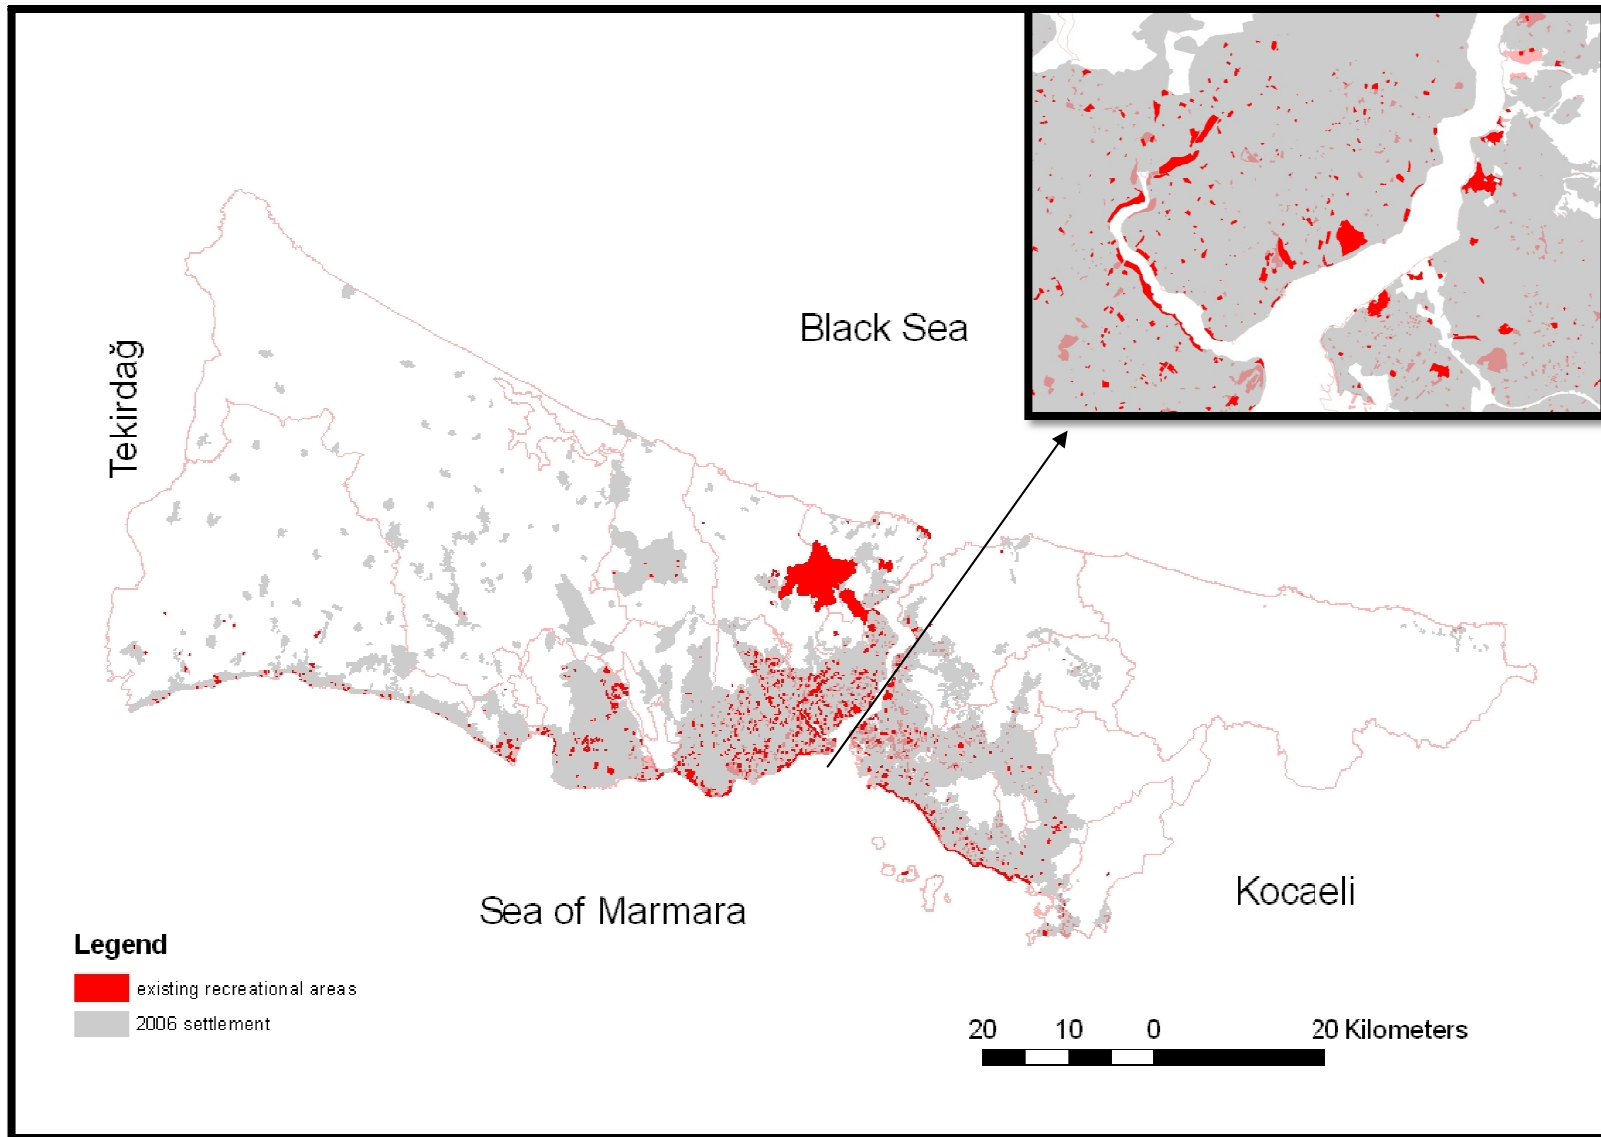 Black Sea
Tekirdağ
Sea of Marmara
Kocaeli
Legend
existing recreational areas
2006 settlement
20 10 0 20 Kilometers